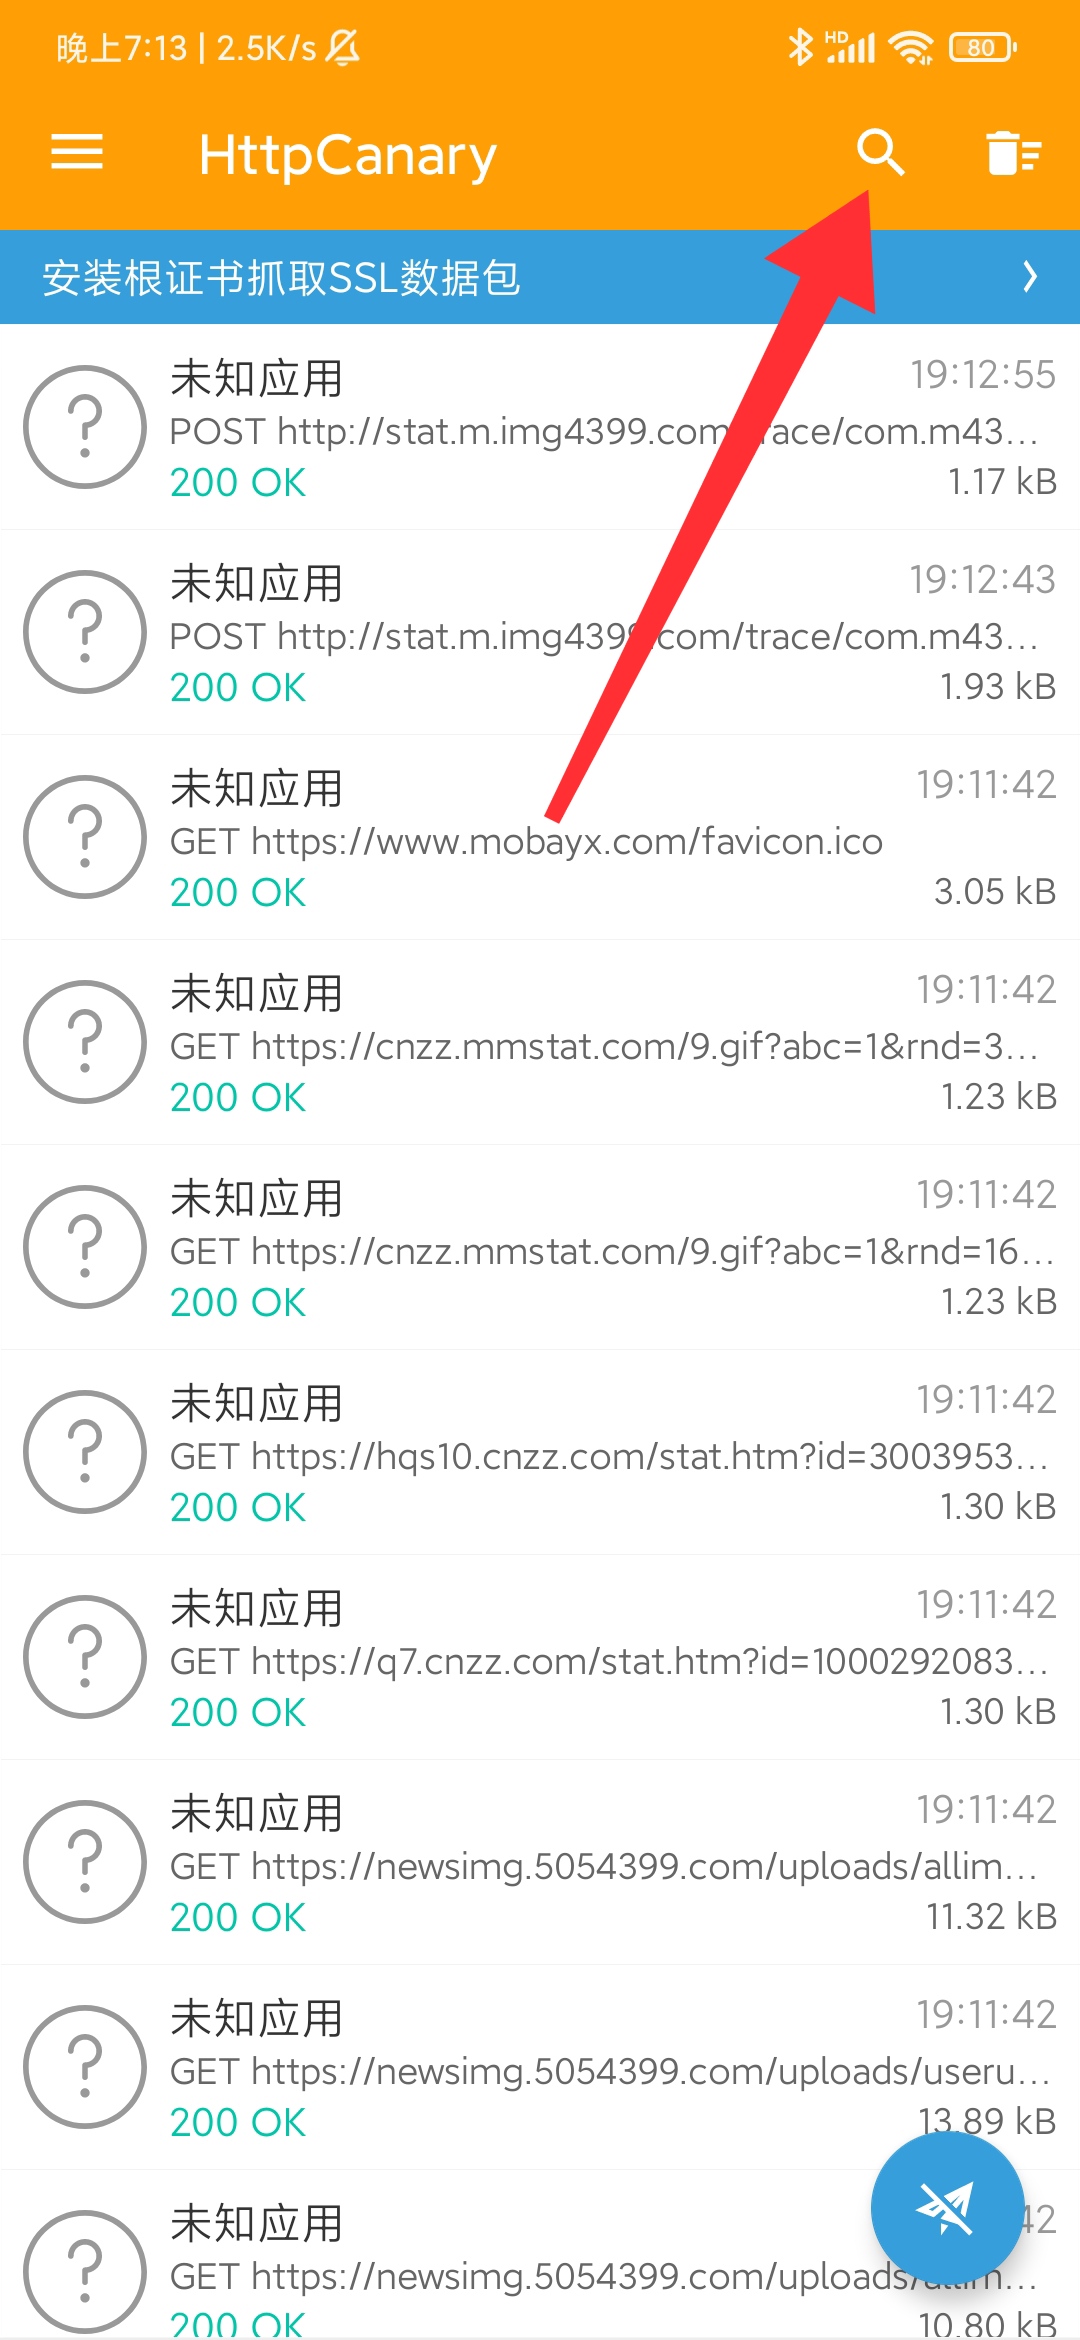 晚上7:13 | 2.5K/s
HD
80
HttpCanary
安装根证书抓取SSL数据包
未知应用 19:12:55
POST http://stat.m.img4399.com/trace/com.m43...
200 OK 1.17 kB
未知应用 19:12:43
POST http://stat.m.img4399.com/trace/com.m43...
200 OK 1.93 kB
未知应用 19:11:42
GET https://www.mobayx.com/favicon.ico
200 OK 3.05 kB
未知应用 19:11:42
GET https://cnzz.mmstat.com/9.gif?abc=1&rnd=3...
200 OK 1.23 kB
未知应用 19:11:42
GET https://cnzz.mmstat.com/9.gif?abc=1&rnd=16...
200 OK 1.23 kB
未知应用 19:11:42
GET https://hqs10.cnzz.com/stat.htm?id=3003953...
200 OK 1.30 kB
未知应用 19:11:42
GET https://q7.cnzz.com/stat.htm?id=1000292083...
200 OK 1.30 kB
未知应用 19:11:42
GET https://newsimg.5054399.com/uploads/allim...
200 OK 11.32 kB
未知应用 19:11:42
GET https://newsimg.5054399.com/uploads/useru...
200 OK 13.89 kB
未知应用 42
GET https://newsimg.5054399.com/uploads/allim...
200 OK 10.80 kB